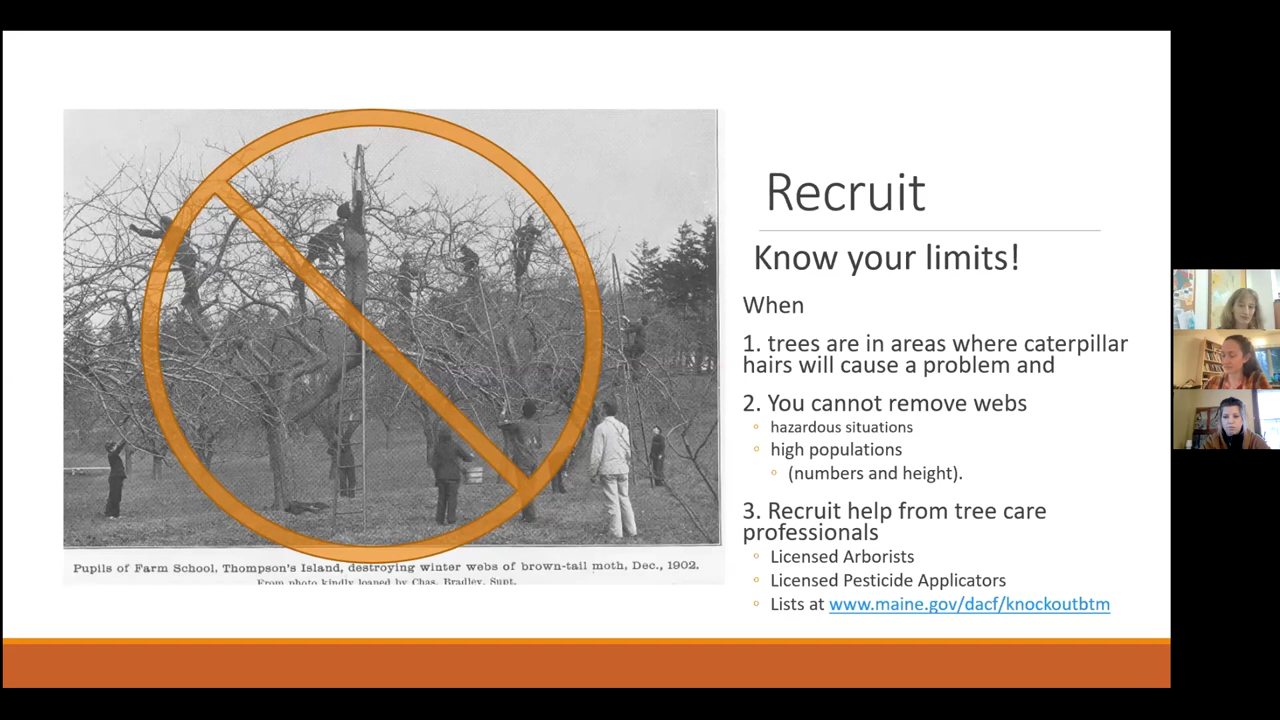 Recruit
Know your limits!
When
1. trees are in areas where caterpillar
hairs will cause a problem and
2. You cannot remove webs
hazardous situations
high populations
(numbers and height).
3. Recruit help from tree care
professionals
Licensed Arborists
Licensed Pesticide Applicators
Lists at www.maine.gov/dacf/knockoutbtm
Pupils of Farm School, Thompson's Island, destroying winter webs of brown-tail moth, Dec., 1902.
From photo kindly loaned by Chas. Bradley, Supt.